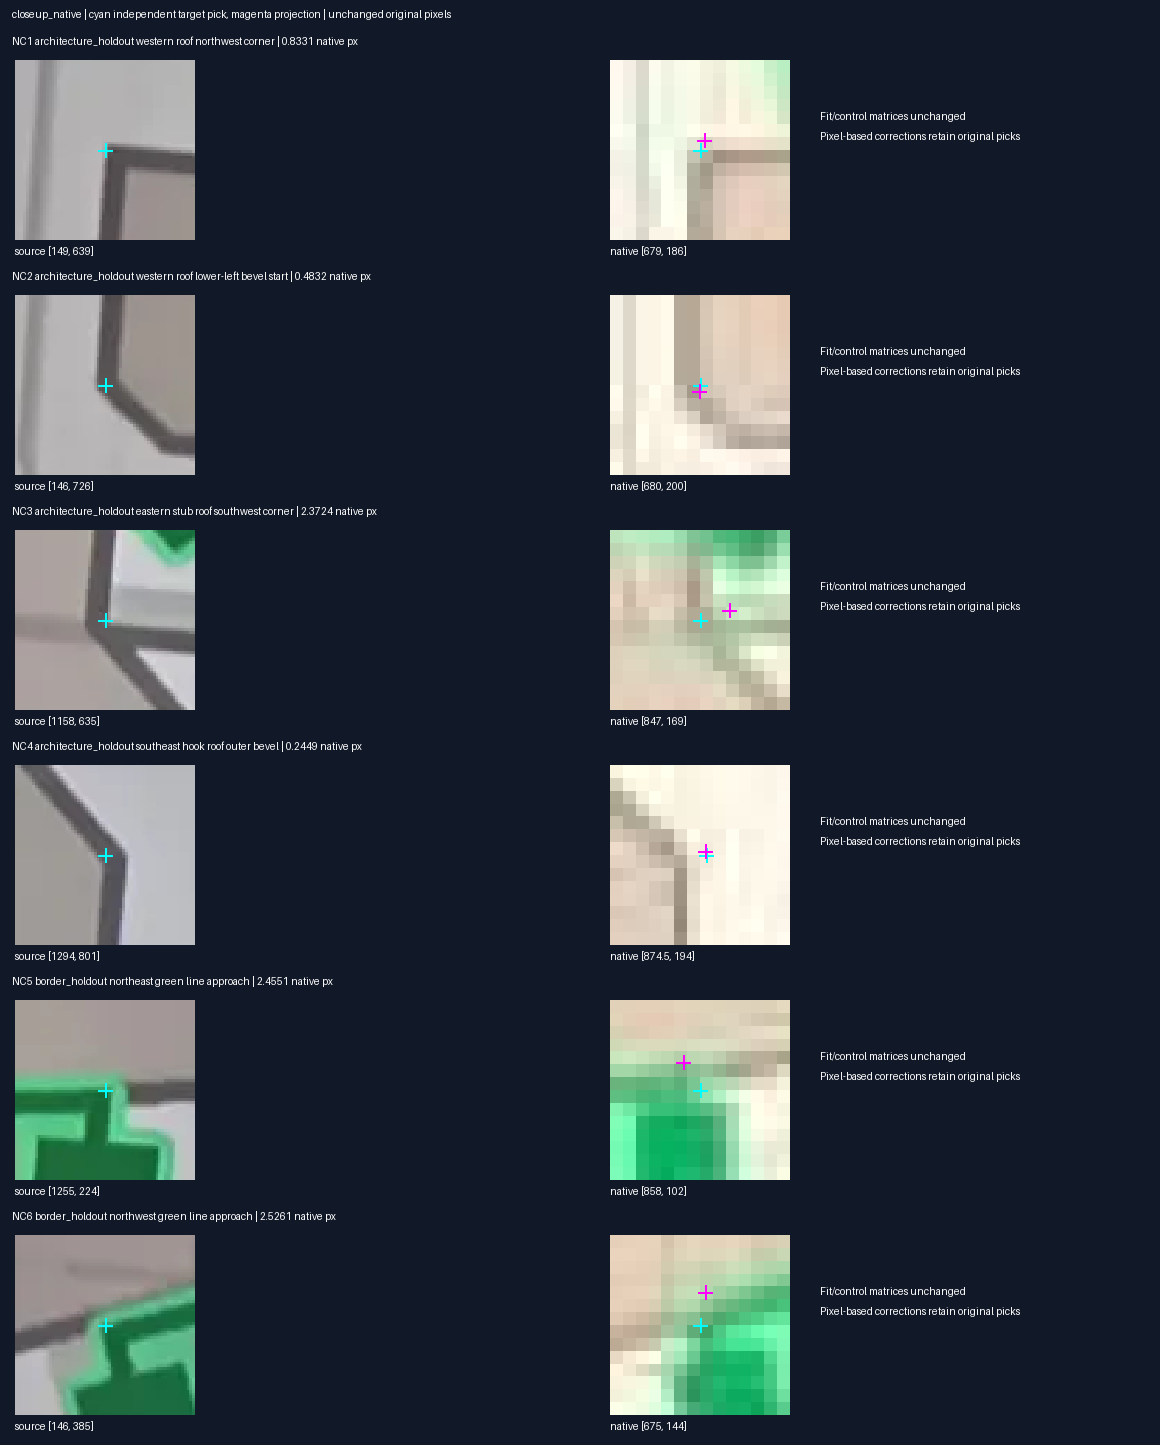 closeup_native | cyan independent target pick, magenta projection | unchanged original pixels
NC1 architecture_holdout western roof northwest corner | 0.8331 native px
Fit/control matrices unchanged
Pixel-based corrections retain original picks
source [149, 639]
native [679, 186]
NC2 architecture_holdout western roof lower-left bevel start | 0.4832 native px
Fit/control matrices unchanged
Pixel-based corrections retain original picks
source [146, 726]
native [680, 200]
NC3 architecture_holdout eastern stub roof southwest corner | 2.3724 native px
Fit/control matrices unchanged
Pixel-based corrections retain original picks
source [1158, 635]
native [847, 169]
NC4 architecture_holdout southeast hook roof outer bevel | 0.2449 native px
Fit/control matrices unchanged
Pixel-based corrections retain original picks
source [1294, 801]
native [874.5, 194]
NC5 border_holdout northeast green line approach | 2.4551 native px
Fit/control matrices unchanged
Pixel-based corrections retain original picks
source [1255, 224]
native [858, 102]
NC6 border_holdout northwest green line approach | 2.5261 native px
Fit/control matrices unchanged
Pixel-based corrections retain original picks
source [146, 385]
native [675, 144]